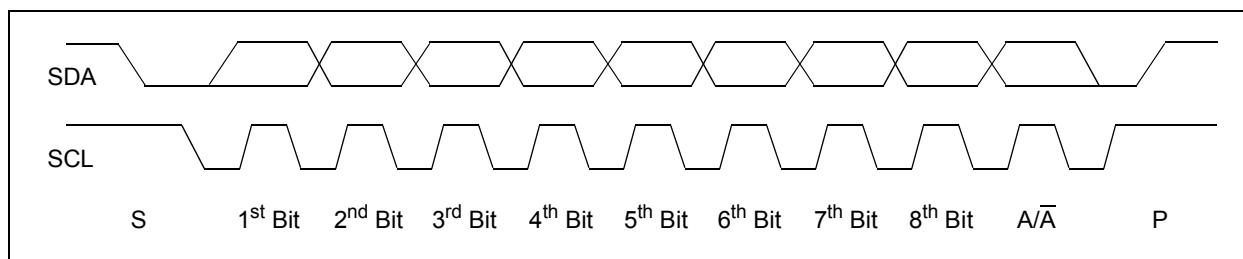 SDA
SCL
S 1st Bit 2nd Bit 3rd Bit 4th Bit 5th Bit 6th Bit 7th Bit 8th Bit A/A̅ P